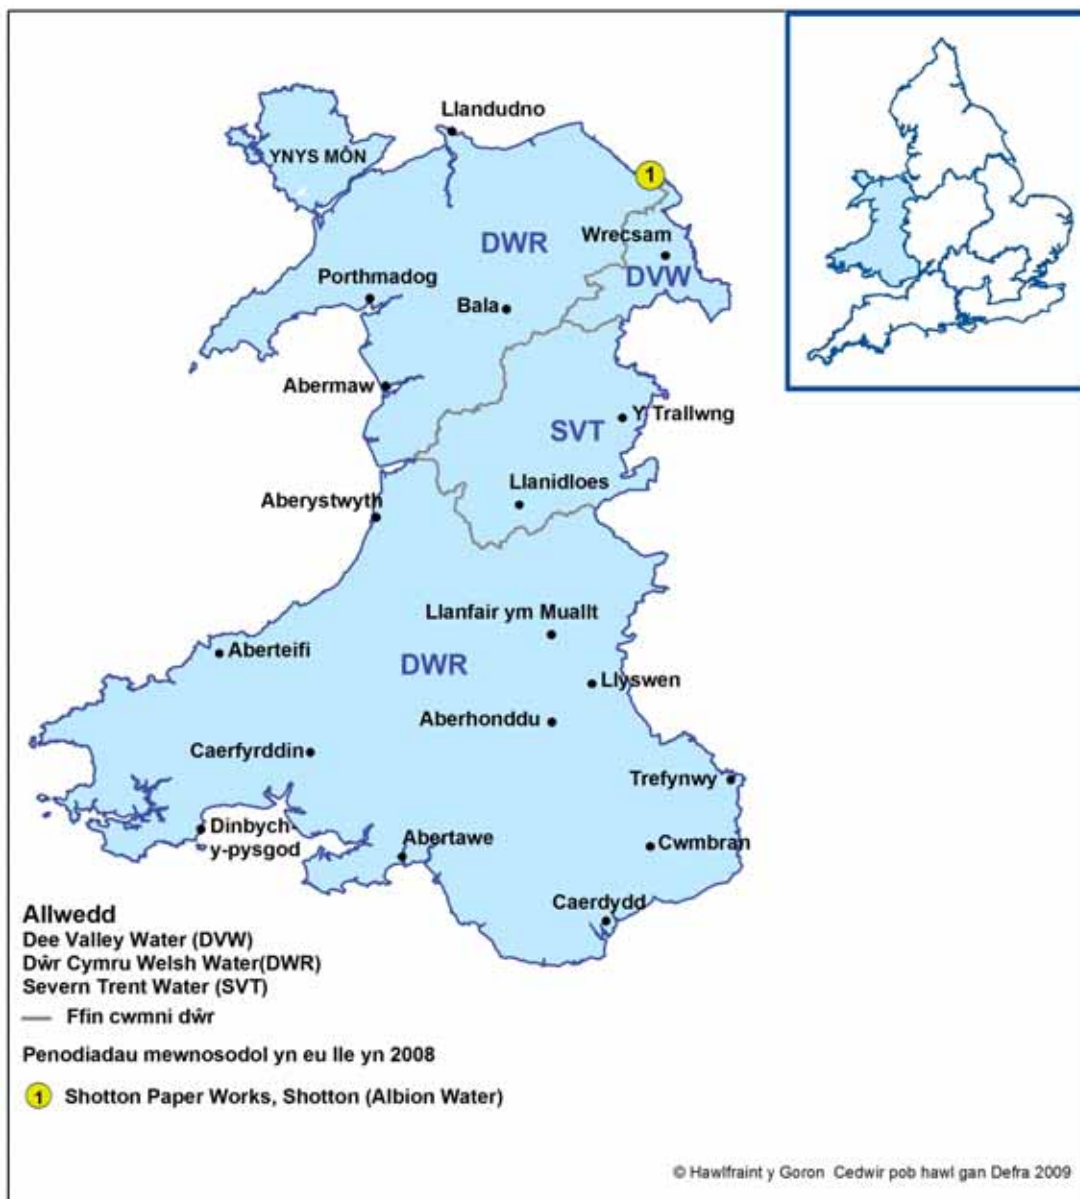 Llandudno
YNYS MÔN
1
DWR
Wrecsam
DVW
Porthmadog
Bala
Abermaw
Y Trallwng
SVT
Llanidloes
Aberystwyth
Llanfair ym Muallt
Aberteifi
DWR
Llyswen
Aberhonddu
Caerfyrddin
Trefynwy
Dinbych-
y-pysgod
Abertawe
Cwmbran
Caerdydd
Allwedd
Dee Valley Water (DVW)
Dŵr Cymru Welsh Water(DWR)
Severn Trent Water (SVT)
Ffin cwmni dŵr
Penodiadau mewnosodol yn eu lle yn 2008
1 Shotton Paper Works, Shotton (Albion Water)
© Hawlfraint y Goron Cedwir pob hawl gan Defra 2009